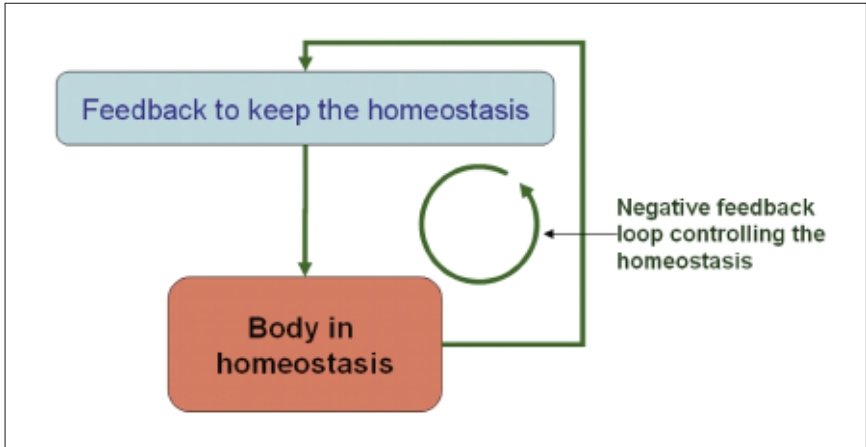 Feedback to keep the homeostasis
Negative feedback
loop controlling the
homeostasis
Body in
homeostasis